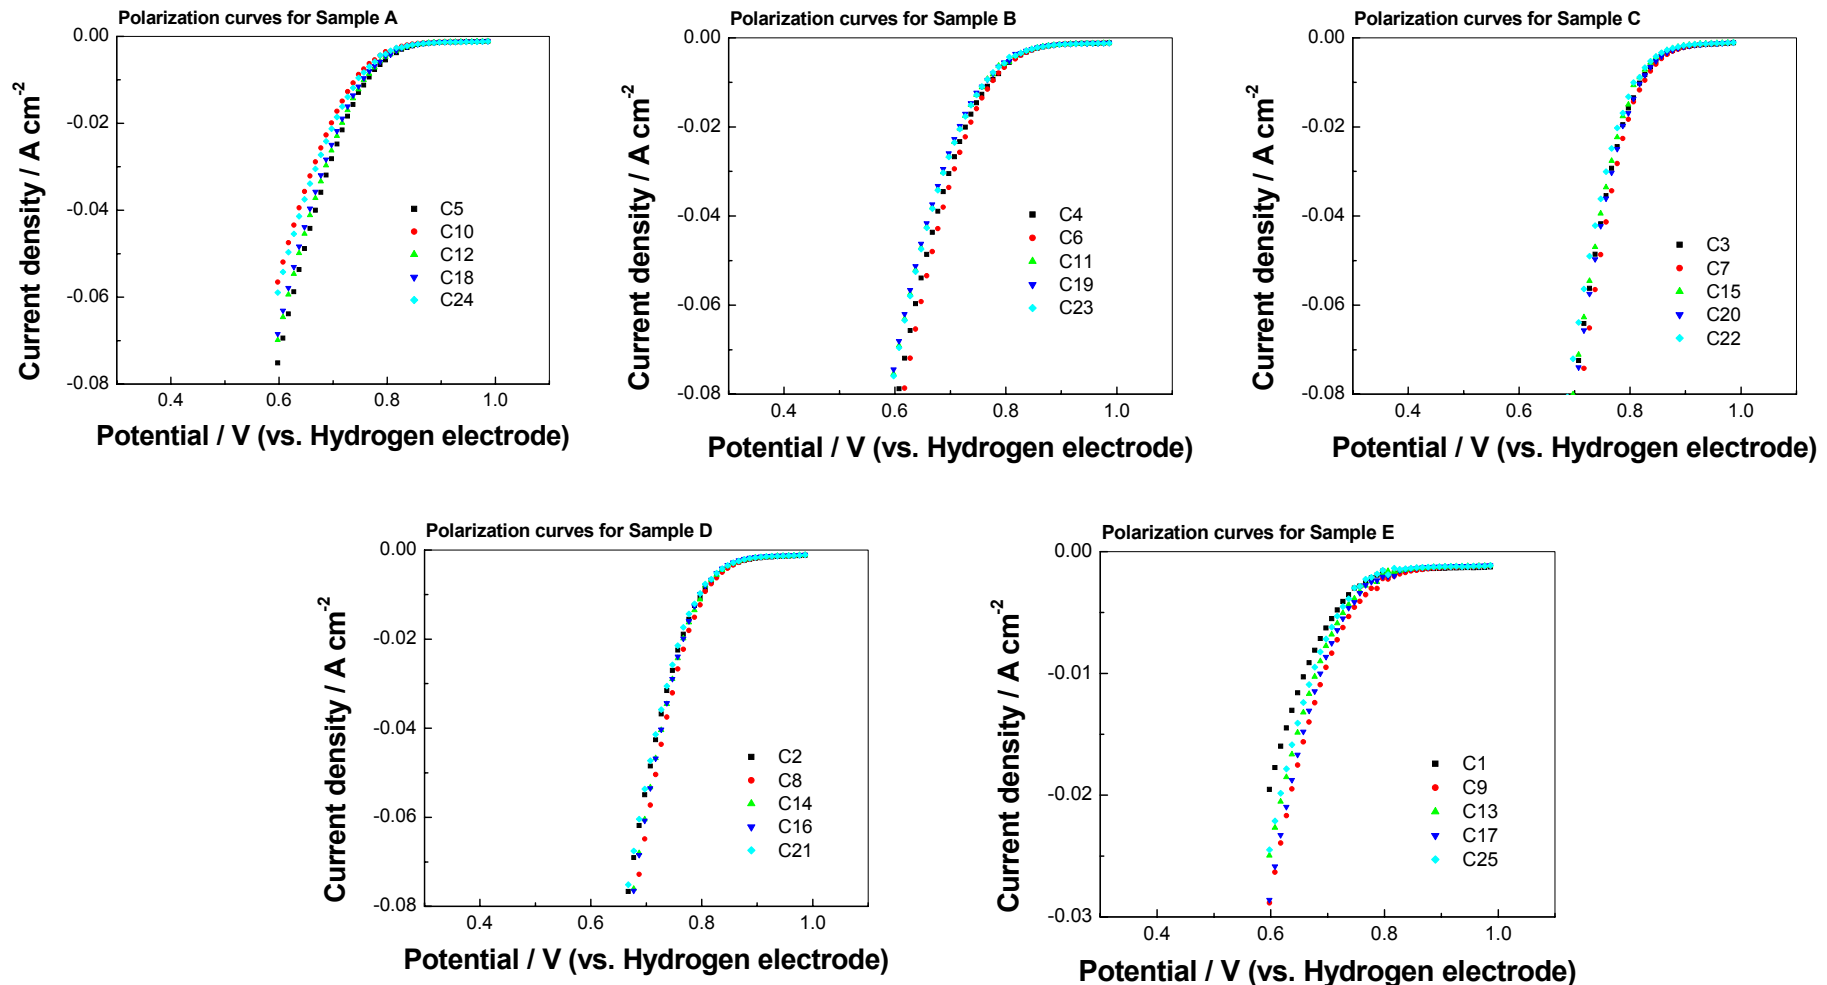 Polarization curves for Sample A
0.00
-0.02
-0.04
-0.06
-0.08
0.4
0.6
0.8
1.0
Current density / A cm-2
Potential / V (vs. Hydrogen electrode)
C5
C10
C12
C18
C24
Polarization curves for Sample B
0.00
-0.02
-0.04
-0.06
-0.08
0.4
0.6
0.8
1.0
Current density / A cm-2
Potential / V (vs. Hydrogen electrode)
C4
C6
C11
C19
C23
Polarization curves for Sample C
0.00
-0.02
-0.04
-0.06
-0.08
0.4
0.6
0.8
1.0
Current density / A cm-2
Potential / V (vs. Hydrogen electrode)
C3
C7
C15
C20
C22
Polarization curves for Sample D
0.00
-0.02
-0.04
-0.06
-0.08
0.4
0.6
0.8
1.0
Current density / A cm-2
Potential / V (vs. Hydrogen electrode)
C2
C8
C14
C16
C21
Polarization curves for Sample E
0.00
-0.01
-0.02
-0.03
0.4
0.6
0.8
1.0
Current density / A cm-2
Potential / V (vs. Hydrogen electrode)
C1
C9
C13
C17
C25